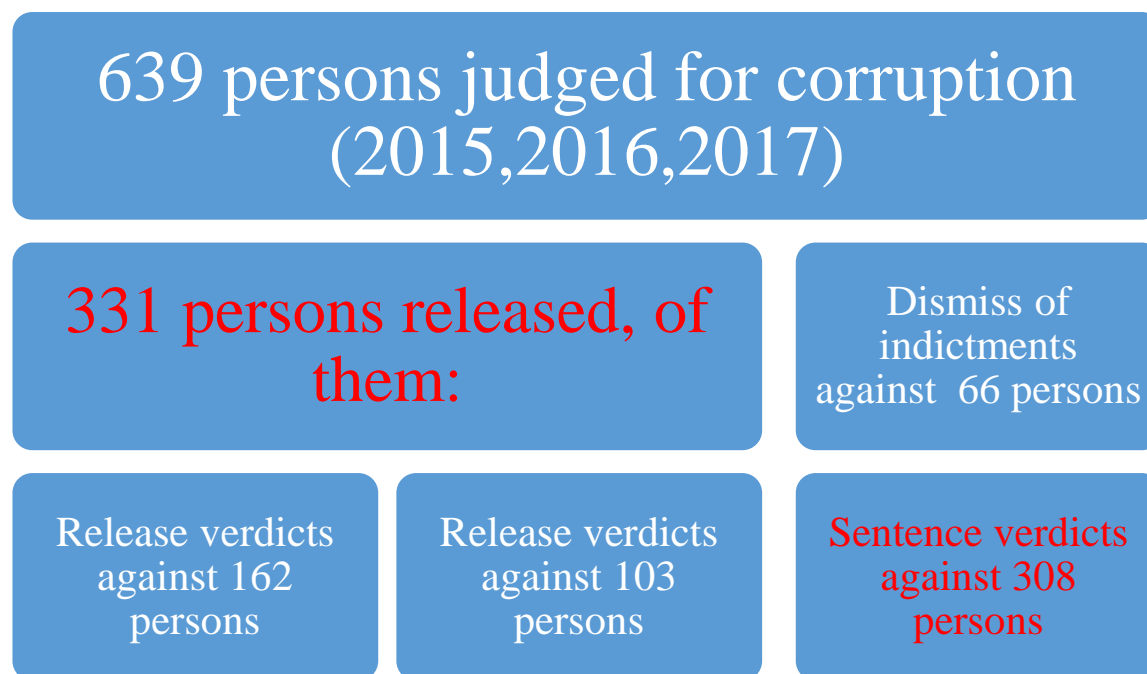 639 persons judged for corruption
(2015,2016,2017)
331 persons released, of
them:
Dismiss of
indictments
against 66 persons
Release verdicts
against 162
persons
Release verdicts
against 103
persons
Sentence verdicts
against 308
persons